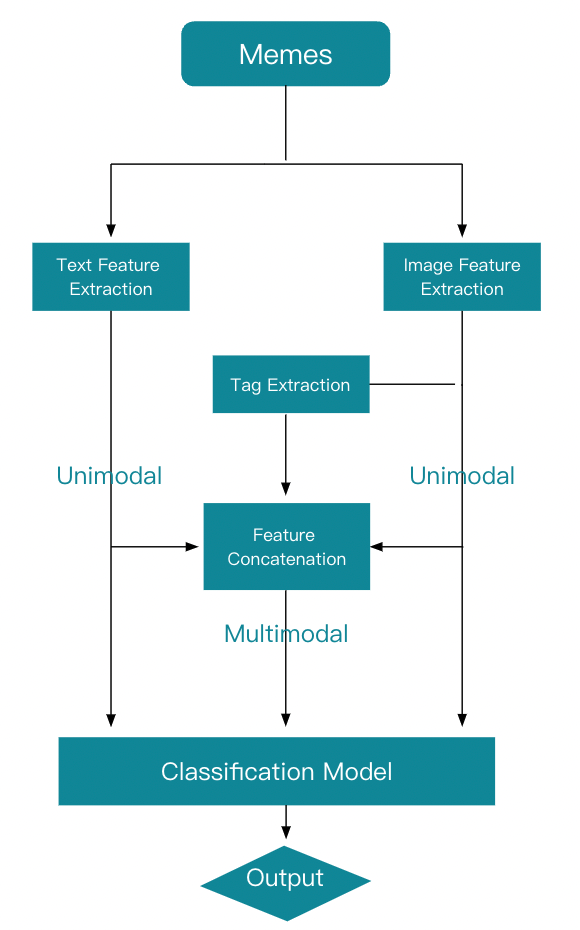 Memes
Text Feature
Extraction
Image Feature
Extraction
Tag Extraction
Unimodal
Unimodal
Feature
Concatenation
Multimodal
Classification Model
Output